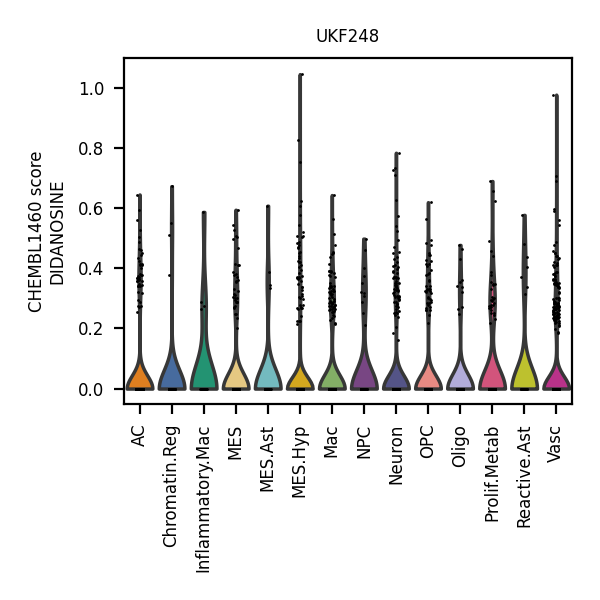 UKF248
CHEMBL1460 score
DIDANOSINE
1.0
0.8
0.6
0.4
0.2
0.0
AC
Chromatin.Reg
Inflammatory.Mac
MES
MES.Ast
MES.Hyp
Mac
NPC
Neuron
OPC
Oligo
Prolif.Metab
Reactive.Ast
Vasc